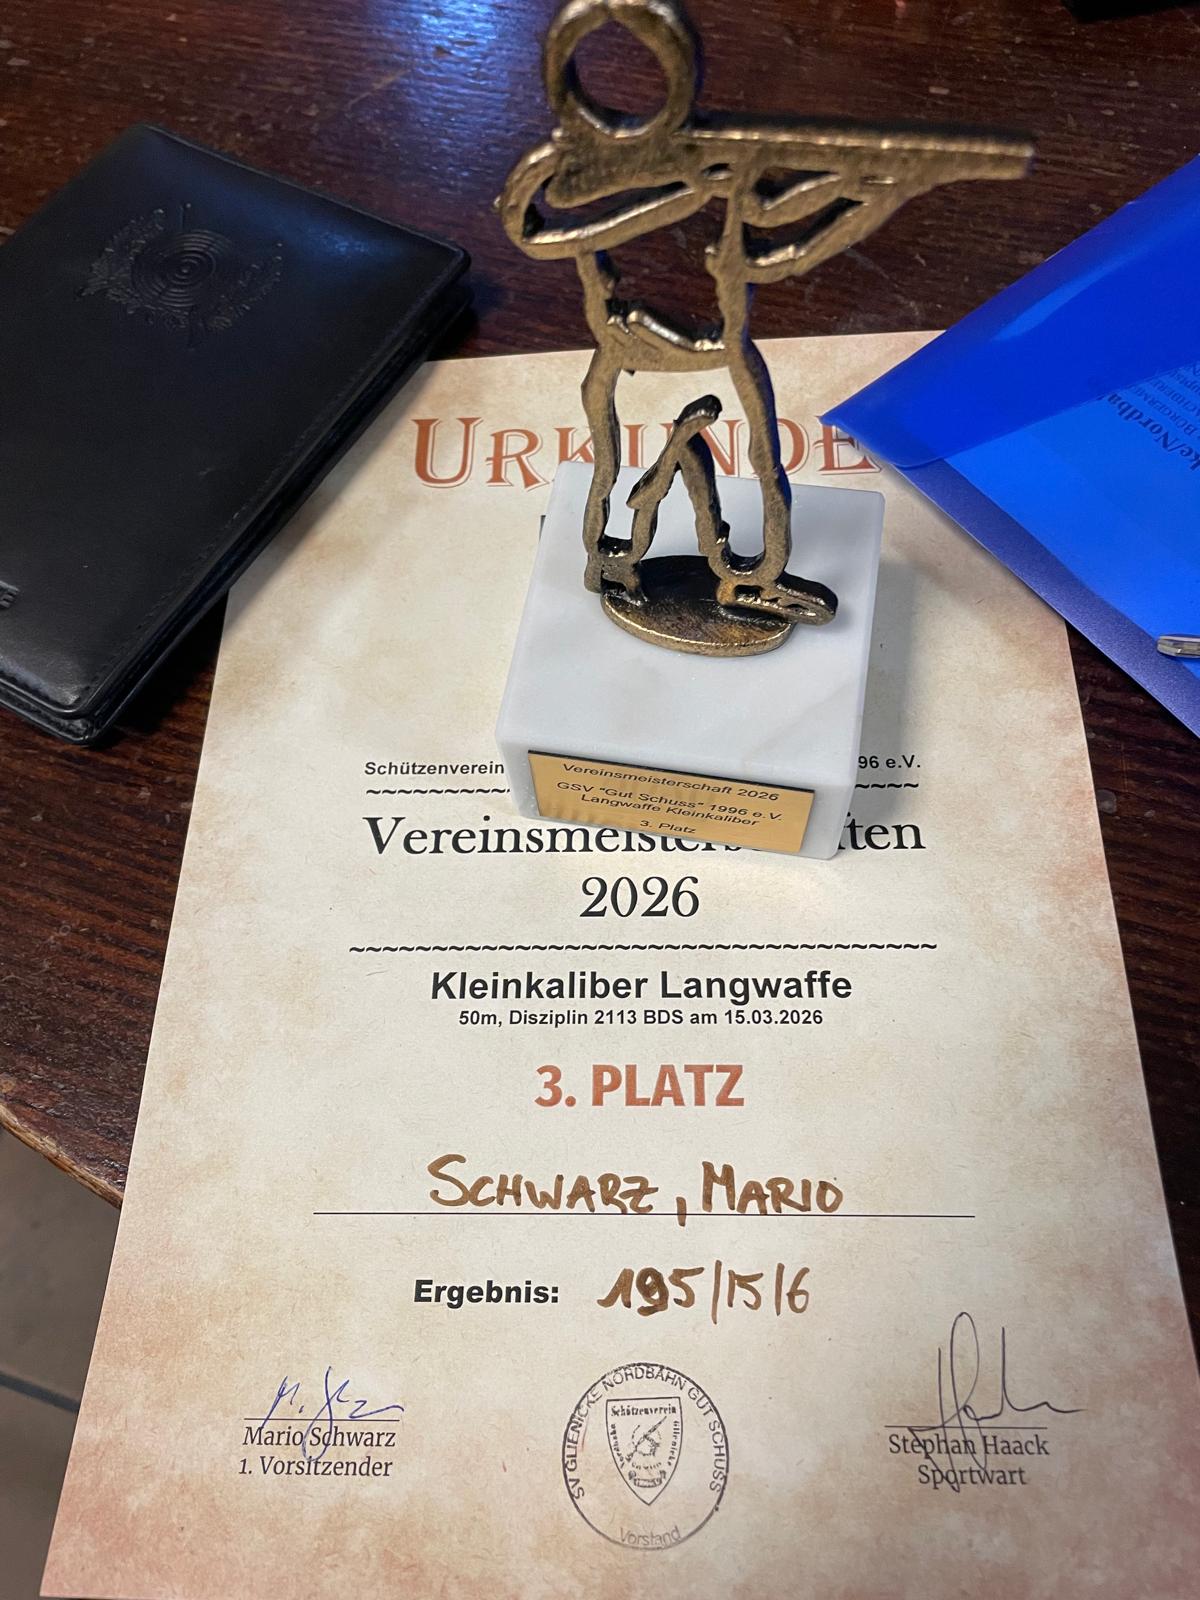 URKUNDE
Schützenverein 96 e.V.
Vereinsmeisterschaft 2026
GSV "Gut Schuss" 1996 e.V.
Langwaffe Kleinkaliber
3. Platz
Vereinsmeisterschaften
2026
Kleinkaliber Langwaffe
50m, Disziplin 2113 BDS am 15.03.2026
3. PLATZ
SCHWARZ, MARIO
Ergebnis: 195/15/6
Mario Schwarz
1. Vorsitzender
SV GLIENICKE NORDBAHN GUT SCHUSS
Schützenverein
Vorstand
Stephan Haack
Sportwart